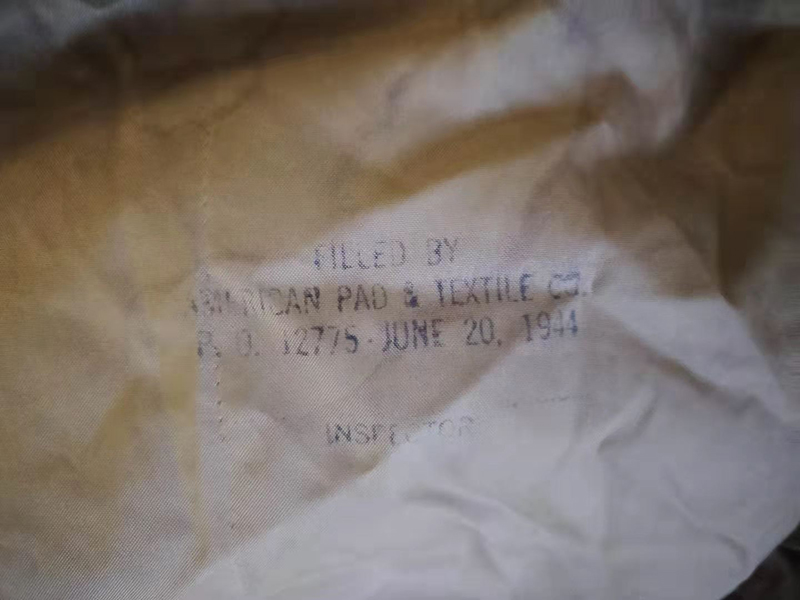 FILLED BY
AMERICAN PAD & TEXTILE CO.
P. O. 12775 - JUNE 20, 1944
INSPECTOR